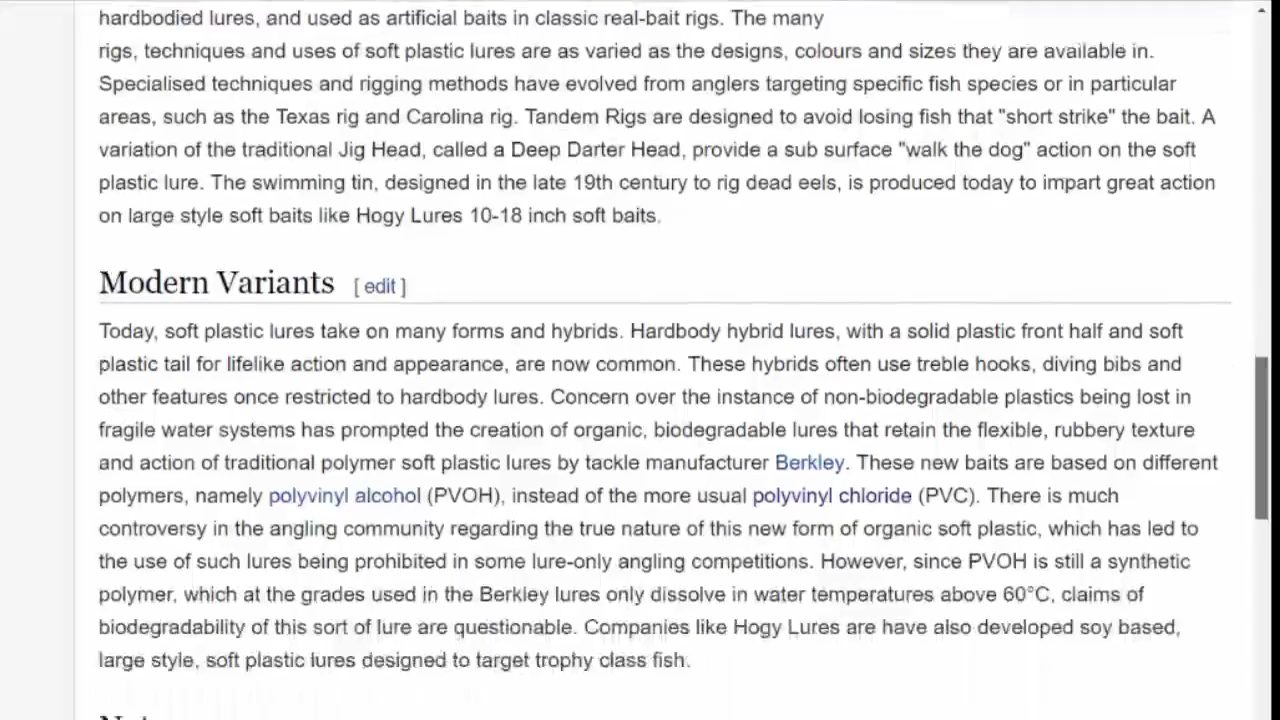 hardbodied lures, and used as artificial baits in classic real-bait rigs. The many
rigs, techniques and uses of soft plastic lures are as varied as the designs, colours and sizes they are available in.
Specialised techniques and rigging methods have evolved from anglers targeting specific fish species or in particular
areas, such as the Texas rig and Carolina rig. Tandem Rigs are designed to avoid losing fish that "short strike" the bait. A
variation of the traditional Jig Head, called a Deep Darter Head, provide a sub surface "walk the dog" action on the soft
plastic lure. The swimming tin, designed in the late 19th century to rig dead eels, is produced today to impart great action
on large style soft baits like Hogy Lures 10-18 inch soft baits.
Modern Variants [ edit ]
Today, soft plastic lures take on many forms and hybrids. Hardbody hybrid lures, with a solid plastic front half and soft
plastic tail for lifelike action and appearance, are now common. These hybrids often use treble hooks, diving bibs and
other features once restricted to hardbody lures. Concern over the instance of non-biodegradable plastics being lost in
fragile water systems has prompted the creation of organic, biodegradable lures that retain the flexible, rubbery texture
and action of traditional polymer soft plastic lures by tackle manufacturer Berkley. These new baits are based on different
polymers, namely polyvinyl alcohol (PVOH), instead of the more usual polyvinyl chloride (PVC). There is much
controversy in the angling community regarding the true nature of this new form of organic soft plastic, which has led to
the use of such lures being prohibited in some lure-only angling competitions. However, since PVOH is still a synthetic
polymer, which at the grades used in the Berkley lures only dissolve in water temperatures above 60°C, claims of
biodegradability of this sort of lure are questionable. Companies like Hogy Lures are have also developed soy based,
large style, soft plastic lures designed to target trophy class fish.